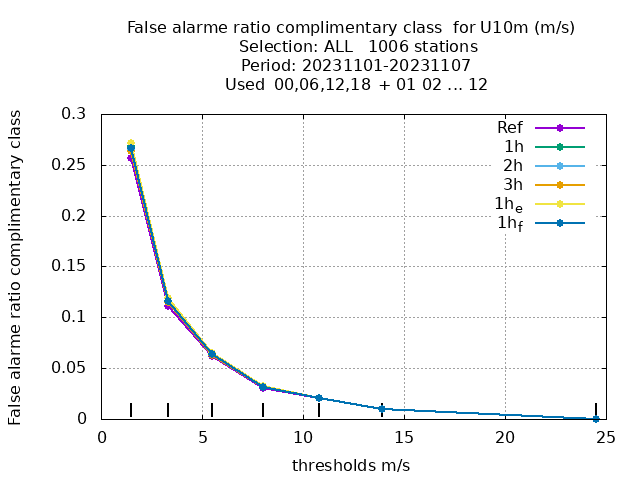 False alarme ratio complimentary class  for U10m (m/s)
Selection: ALL   1006 stations
Period: 20231101-20231107
Used  00,06,12,18 + 01 02 ... 12
False alarme ratio complimentary class
0.3
0.25
0.2
0.15
0.1
0.05
0
Ref
1h
2h
3h
1h_e
1h_f
0 5 10 15 20 25
thresholds m/s